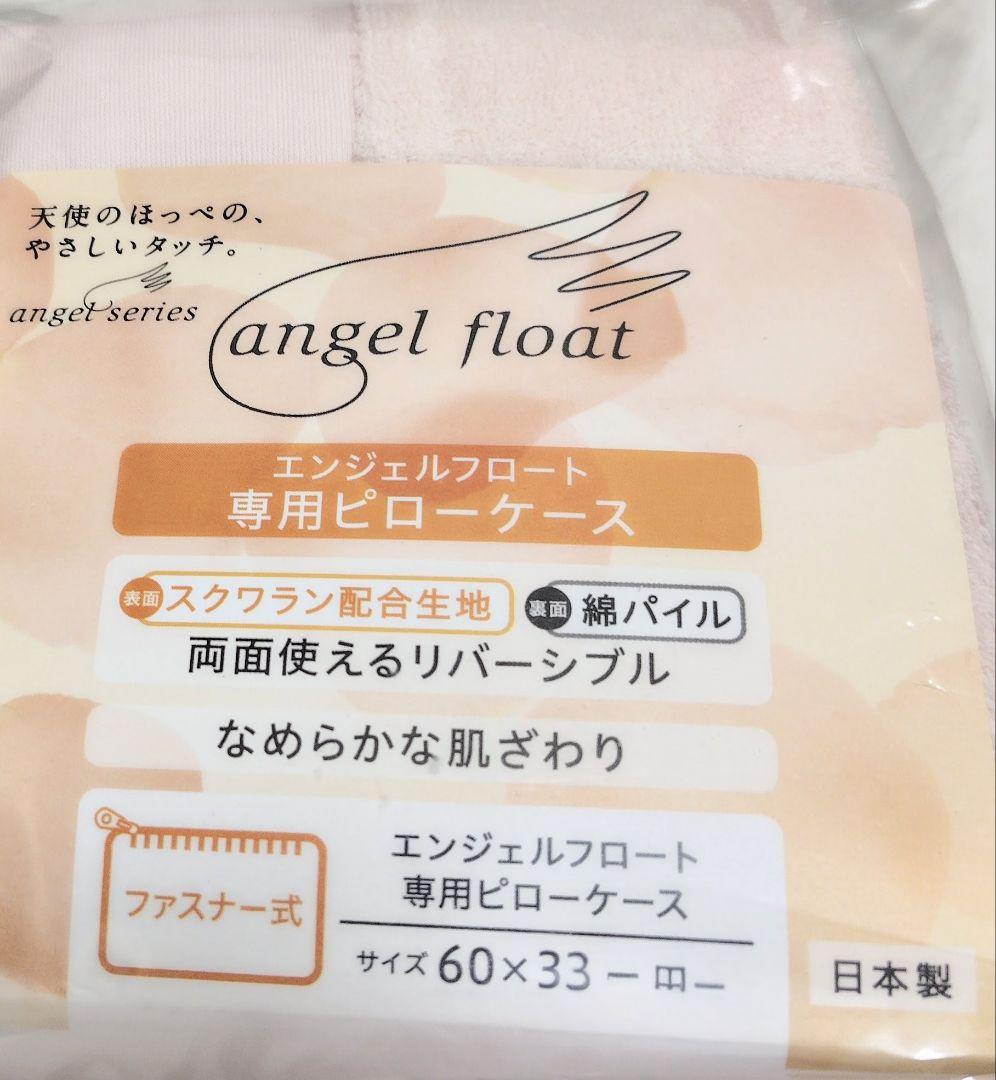 天使のほっぺの、
やさしいタッチ。
angel series
angel float
エンジェルフロート
専用ピローケース
表面 スクワラン配合生地
裏面 綿パイル
両面使えるリバーシブル
なめらかな肌ざわり
ファスナー式
エンジェルフロート
専用ピローケース
サイズ 60×33
日本製